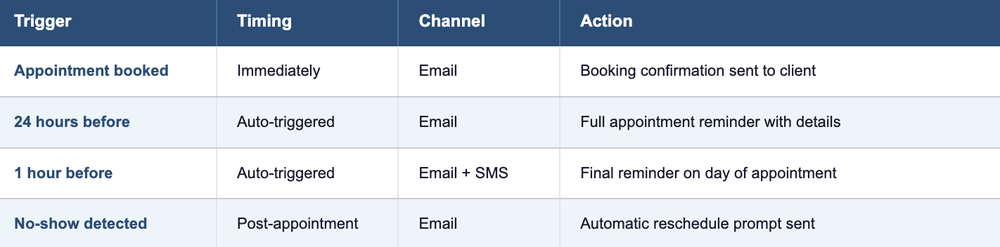 Trigger Timing Channel Action
Appointment booked Immediately Email Booking confirmation sent to client
24 hours before Auto-triggered Email Full appointment reminder with details
1 hour before Auto-triggered Email + SMS Final reminder on day of appointment
No-show detected Post-appointment Email Automatic reschedule prompt sent